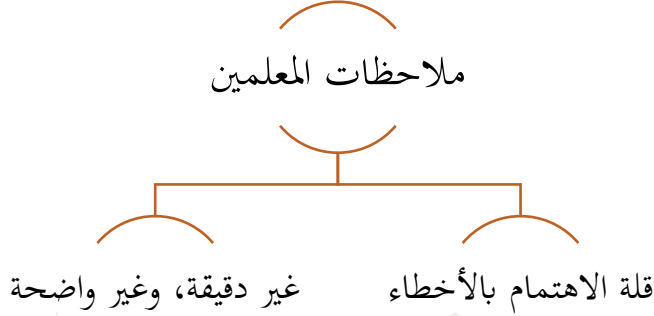 ملاحظات المعلمين
قلة الاهتمام بالأخطاء
غير دقيقة، وغير واضحة